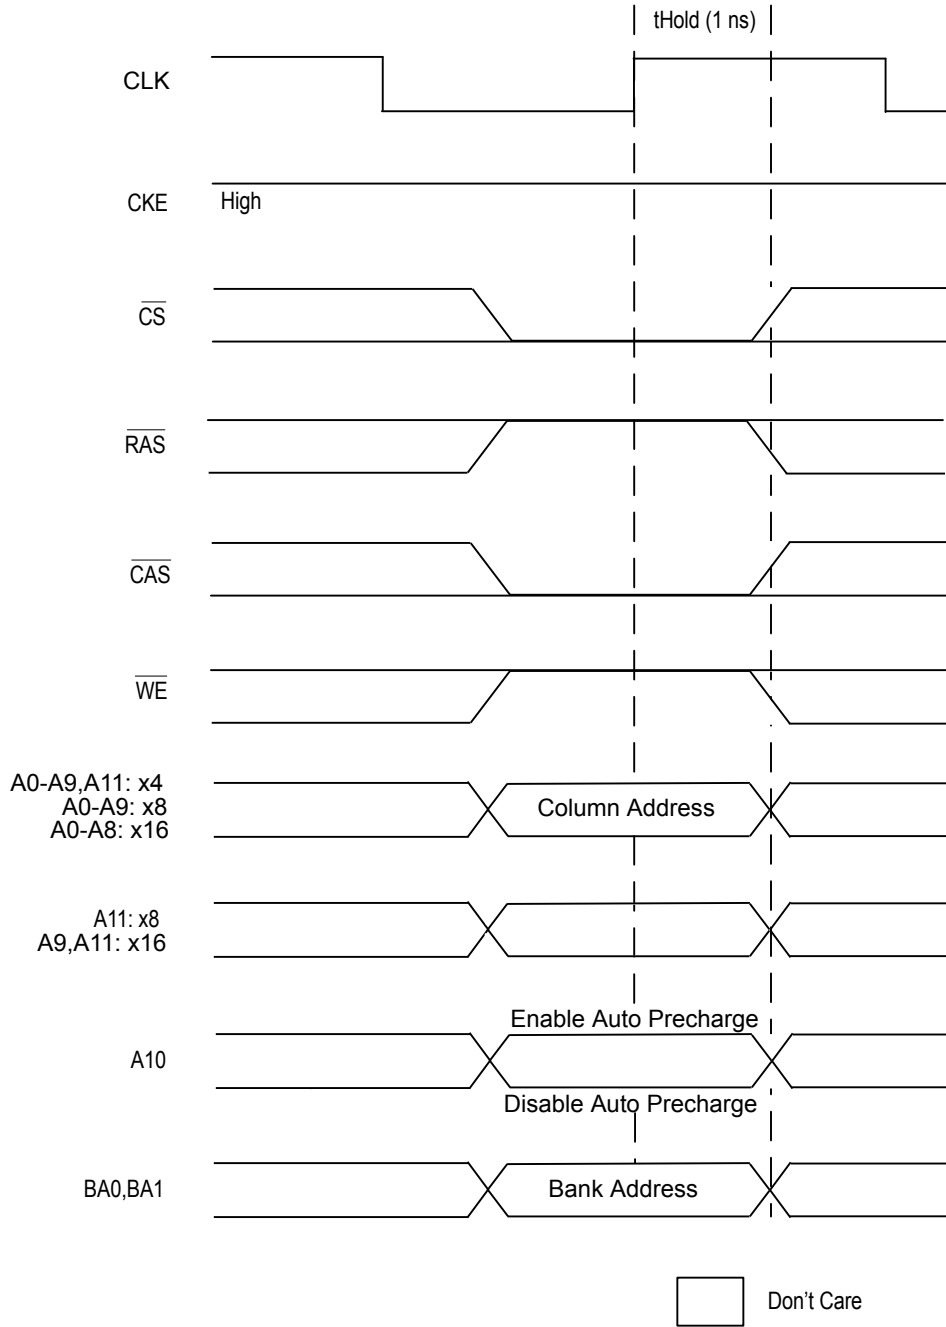 tHold (1 ns)
CLK
CKE
High
CS
RAS
CAS
WE
A0-A9,A11: x4
A0-A9: x8
A0-A8: x16
Column Address
A11: x8
A9,A11: x16
Enable Auto Precharge
A10
Disable Auto Precharge
BA0,BA1
Bank Address
Don't Care